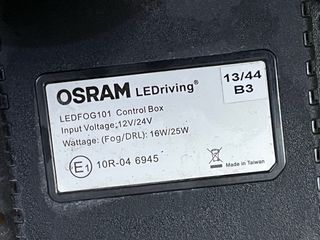 OSRAM LEDriving®
13/44
B3
LEDFOG101 Control Box
Input Voltage: 12V/24V
Wattage: (Fog/DRL): 16W/25W
E1 10R-04 6945
Made in Taiwan